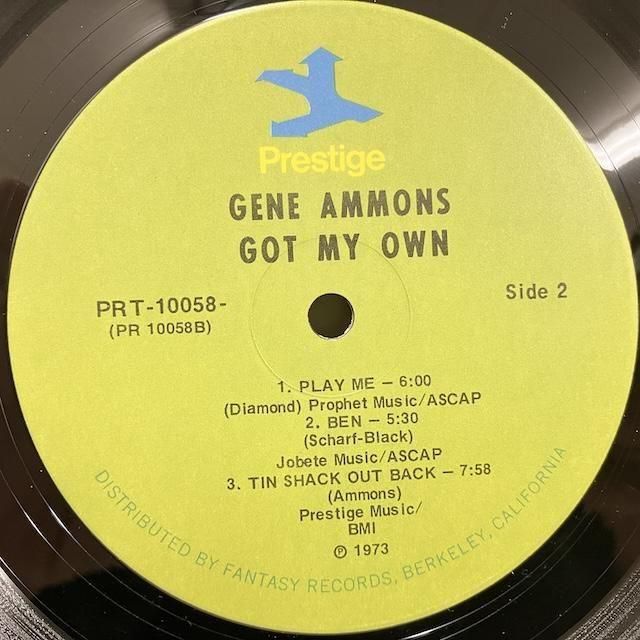 Prestige
GENE AMMONS
GOT MY OWN
PRT-10058-
(PR 10058B)
Side 2
1. PLAY ME – 6:00
(Diamond) Prophet Music/ASCAP
2. BEN – 5:30
(Scharf-Black)
Jobete Music/ASCAP
3. TIN SHACK OUT BACK – 7:58
(Ammons)
Prestige Music/
BMI
℗ 1973
DISTRIBUTED BY FANTASY RECORDS, BERKELEY, CALIFORNIA